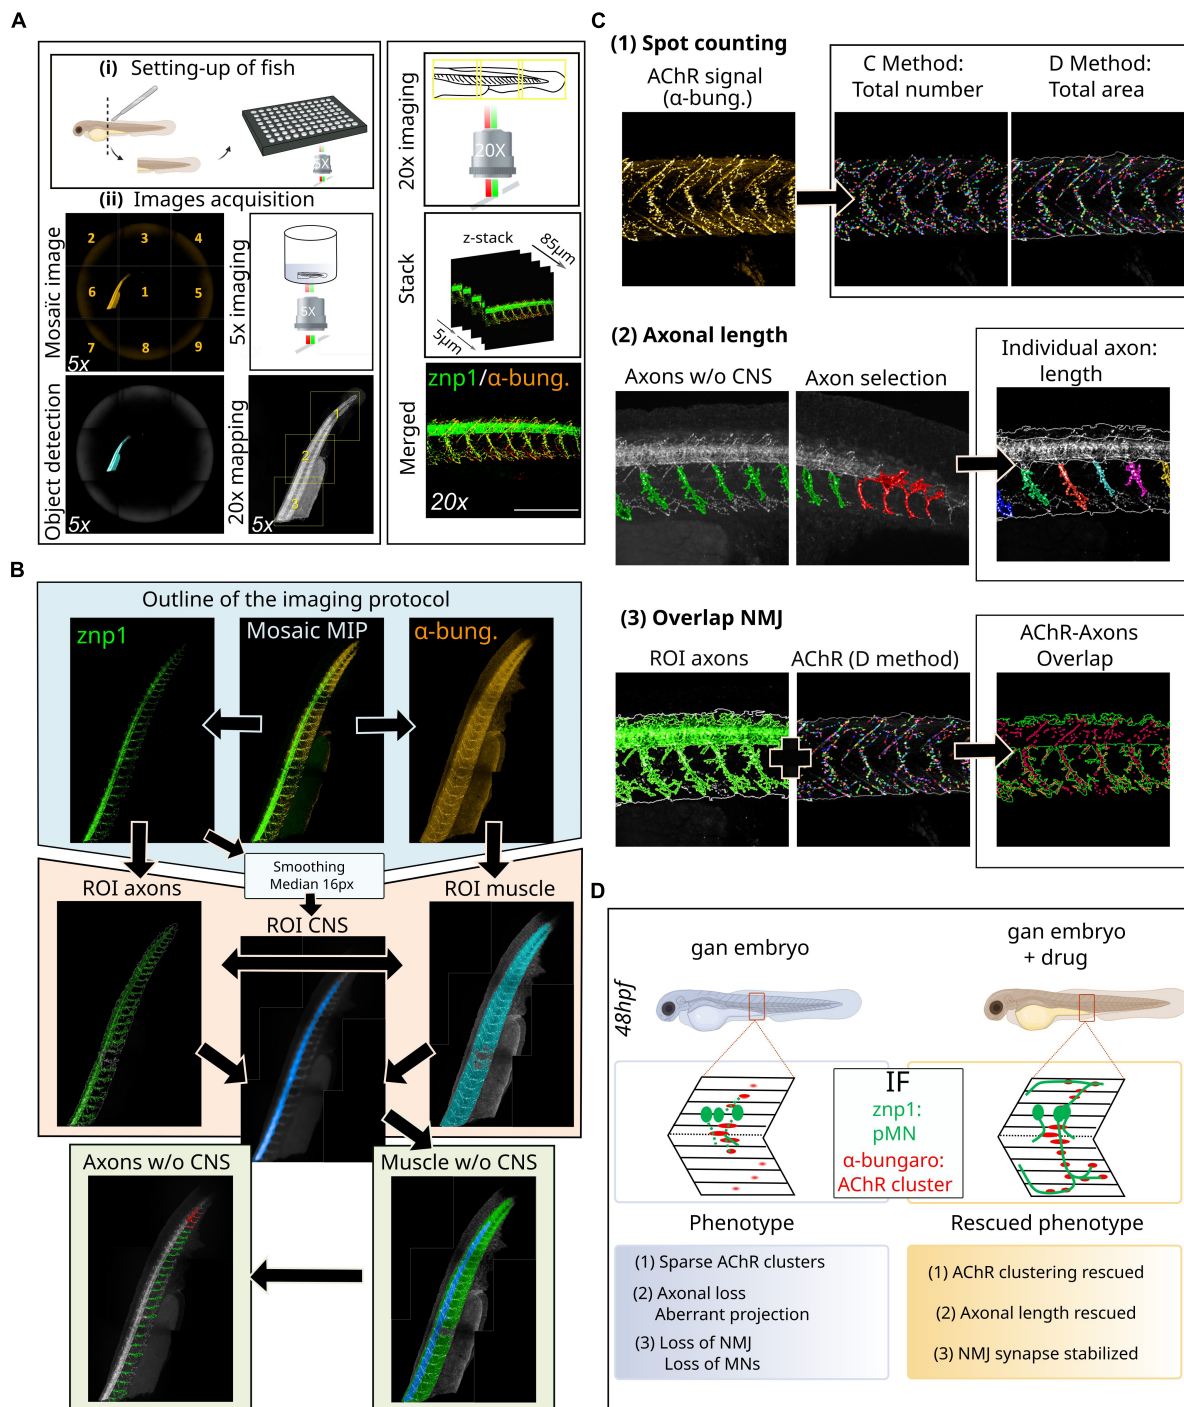 A
(i) Setting-up of fish
5X
(ii) Images acquisition
Mosaïc image
2 3 4
6 1 5
7 8 9
5x
5x imaging
5X
Object detection
5x
20x mapping
1
2
3
5x
20x imaging
20X
Stack
z-stack
85µm
5µm
Merged
znp1/α-bung.
20x
B
Outline of the imaging protocol
znp1
Mosaic MIP
α-bung.
Smoothing
Median 16px
ROI axons
ROI CNS
ROI muscle
Axons w/o CNS
Muscle w/o CNS
C
(1) Spot counting
AChR signal
(α-bung.)
C Method:
Total number
D Method:
Total area
(2) Axonal length
Axons w/o CNS
Axon selection
Individual axon:
length
(3) Overlap NMJ
ROI axons
AChR (D method)
AChR-Axons
Overlap
D
48hpf
gan embryo
gan embryo
+ drug
IF
znp1:
pMN
α-bungaro:
AChR cluster
Phenotype
Rescued phenotype
(1) Sparse AChR clusters
(2) Axonal loss
Aberrant projection
(3) Loss of NMJ
Loss of MNs
(1) AChR clustering rescued
(2) Axonal length rescued
(3) NMJ synapse stabilized